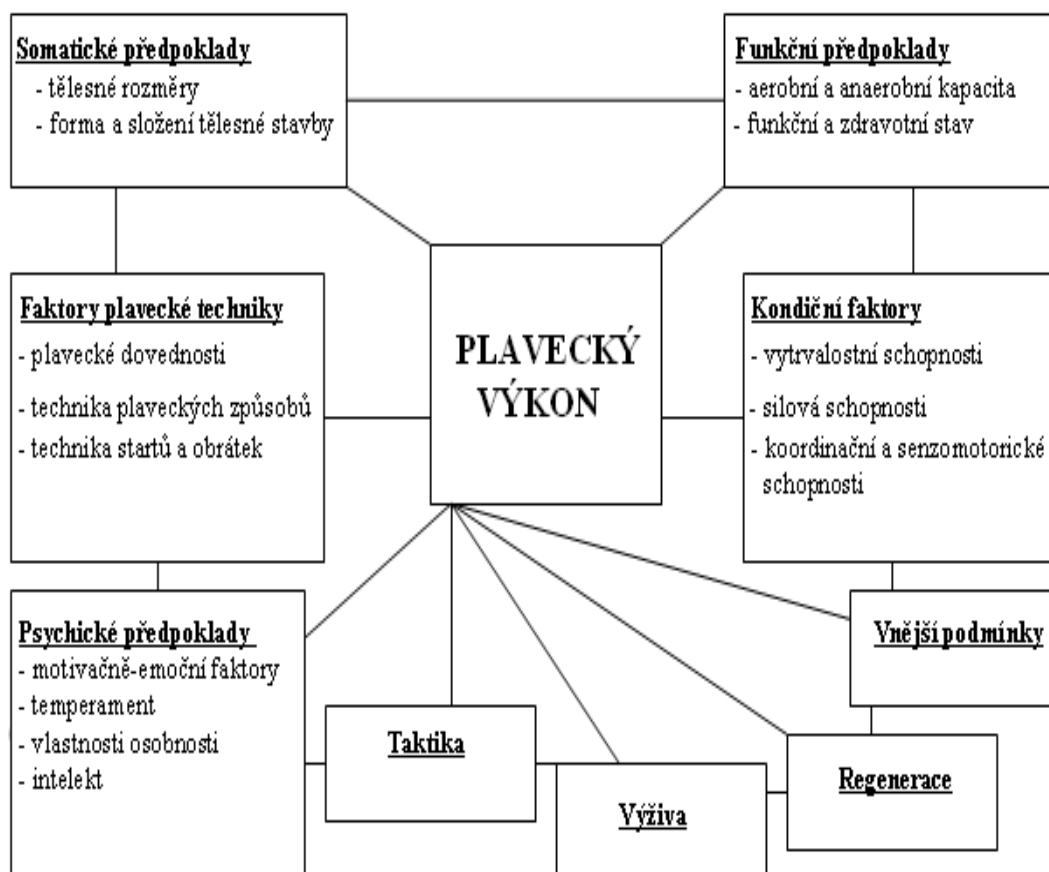 Somatické předpoklady
- tělesné rozměry
- forma a složení tělesné stavby
Funkční předpoklady
- aerobní a anaerobní kapacita
- funkční a zdravotní stav
Faktory plavecké techniky
- plavecké dovednosti
- technika plaveckých způsobů
- technika startů a obrátek
PLAVECKÝ
VÝKON
Kondiční faktory
- vytrvalostní schopnosti
- silová schopnosti
- koordinační a senzomotorické
schopnosti
Psychické předpoklady
- motivačně-emoční faktory
- temperament
- vlastnosti osobnosti
- intelekt
Taktika
Výživa
Regenerace
Vnější podmínky